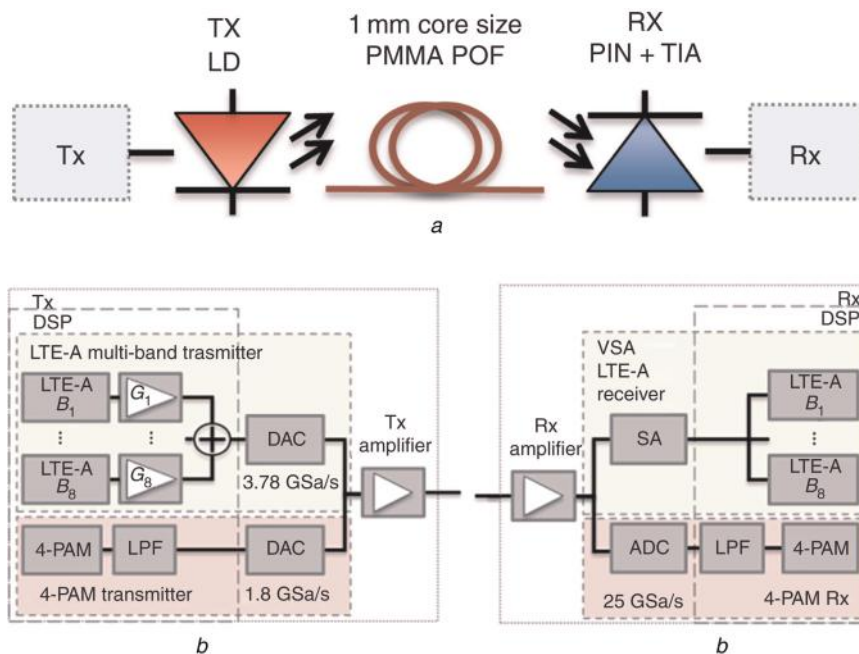 TX
LD
1 mm core size
PMMA POF
RX
PIN + TIA
Tx
Rx
a
Tx
DSP
LTE-A multi-band trasmitter
LTE-A
B1
G1
LTE-A
B8
G8
DAC
3.78 GSa/s
Tx
amplifier
4-PAM
LPF
DAC
4-PAM transmitter
1.8 GSa/s
b
Rx
DSP
VSA
LTE-A
receiver
Rx
amplifier
SA
LTE-A
B1
LTE-A
B8
ADC
LPF
4-PAM
25 GSa/s
4-PAM Rx
b